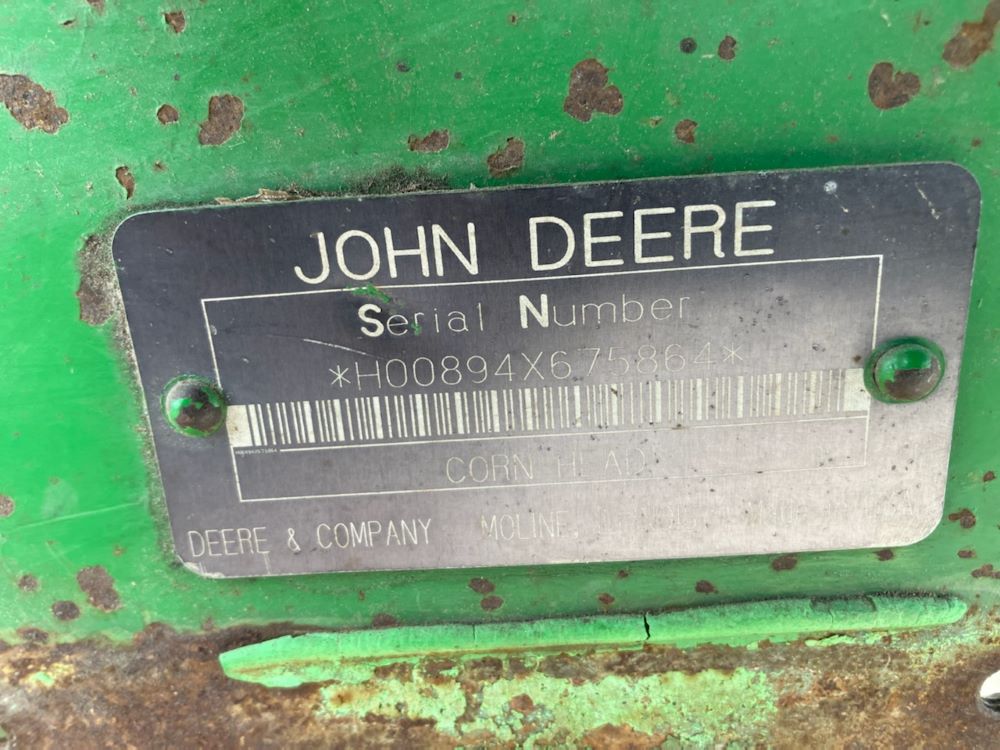 JOHN DEERE
Serial Number
*H00894X675864*
CORN HEAD
DEERE & COMPANY MOLINE,